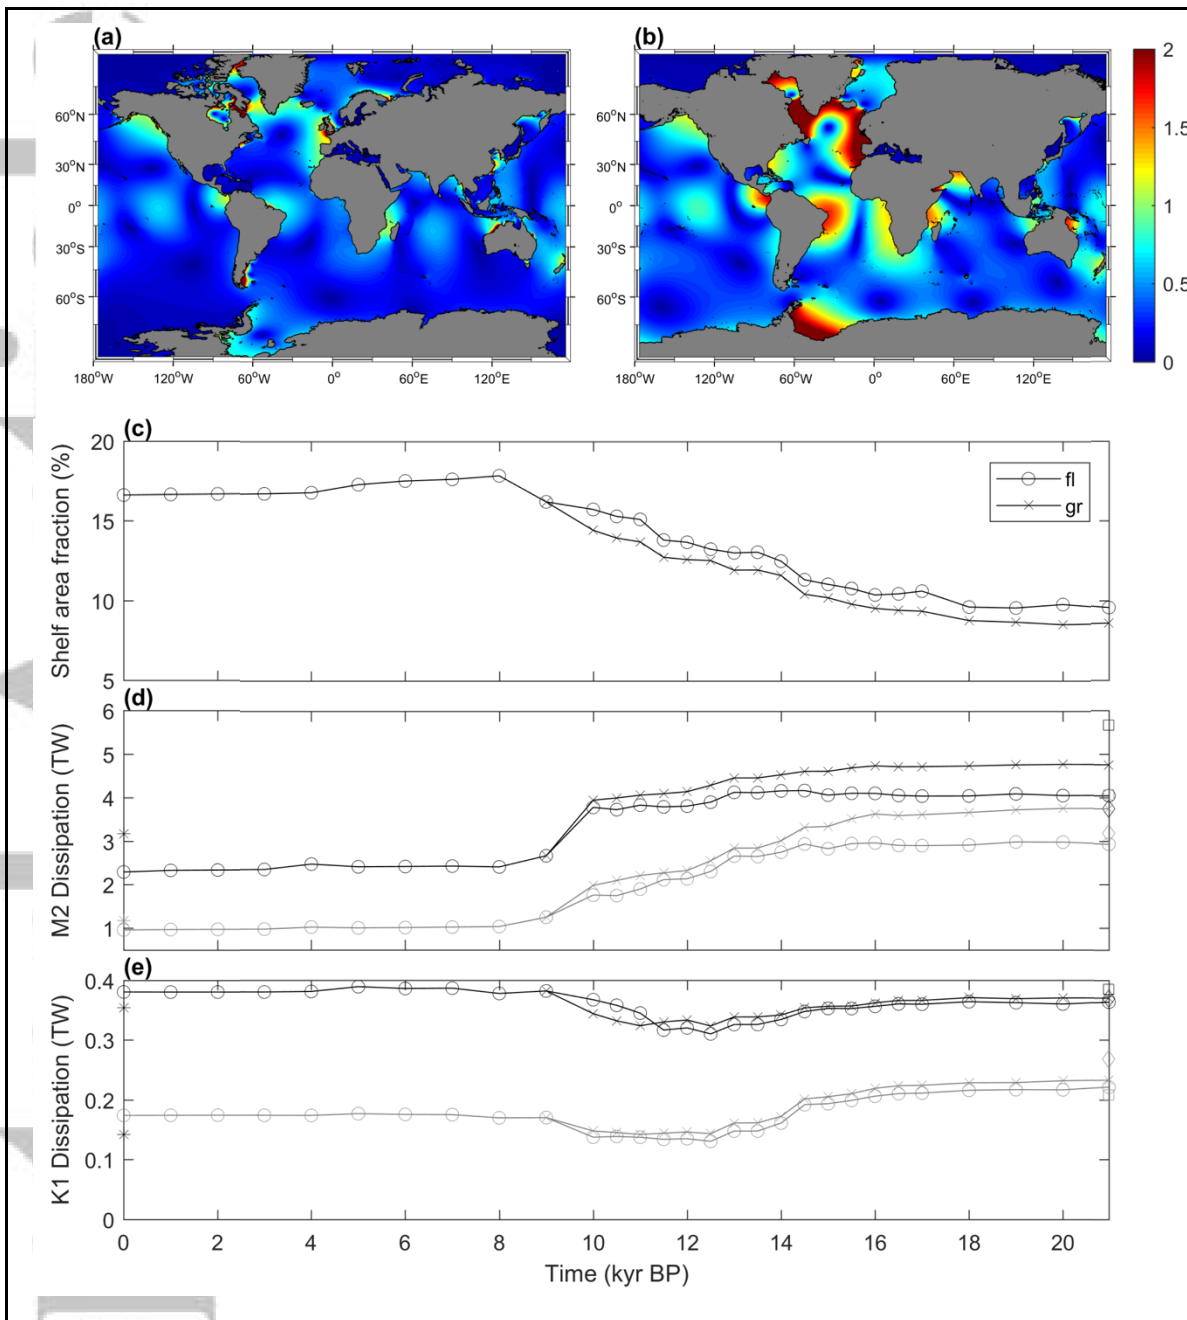 (a) (b)
60°N
30°N
0°
30°S
60°S
180°W 120°W 60°W 0° 60°E 120°E
60°N
30°N
0°
30°S
60°S
180°W 120°W 60°W 0° 60°E 120°E
2
1.5
1
0.5
0
(c)
Shelf area fraction (%)
20
15
10
5
fl
gr
(d)
M2 Dissipation (TW)
6
5
4
3
2
1
(e)
K1 Dissipation (TW)
0.4
0.3
0.2
0.1
0
0 2 4 6 8 10 12 14 16 18 20
Time (kyr BP)